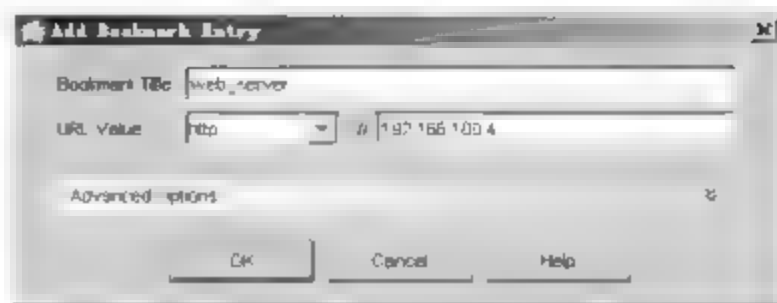 Add Bookmark Entry
Bookmark Title web_server
URL Value http :// 192.168.100.4
Advanced options
OK Cancel Help